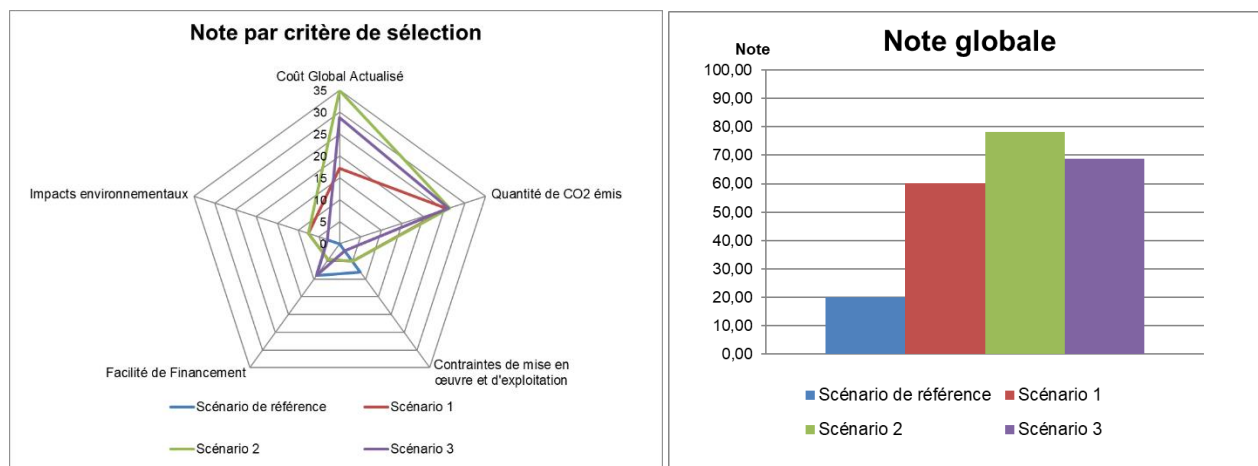 Note par critère de sélection
Coût Global Actualisé
35
30
25
20
15
10
5
0
Impacts environnementaux
Quantité de CO2 émis
Facilité de Financement
Contraintes de mise en
œuvre et d'exploitation
Scénario de référence
Scénario 1
Scénario 2
Scénario 3
Note globale
Note
100,00
90,00
80,00
70,00
60,00
50,00
40,00
30,00
20,00
10,00
0,00
Scénario de référence
Scénario 1
Scénario 2
Scénario 3